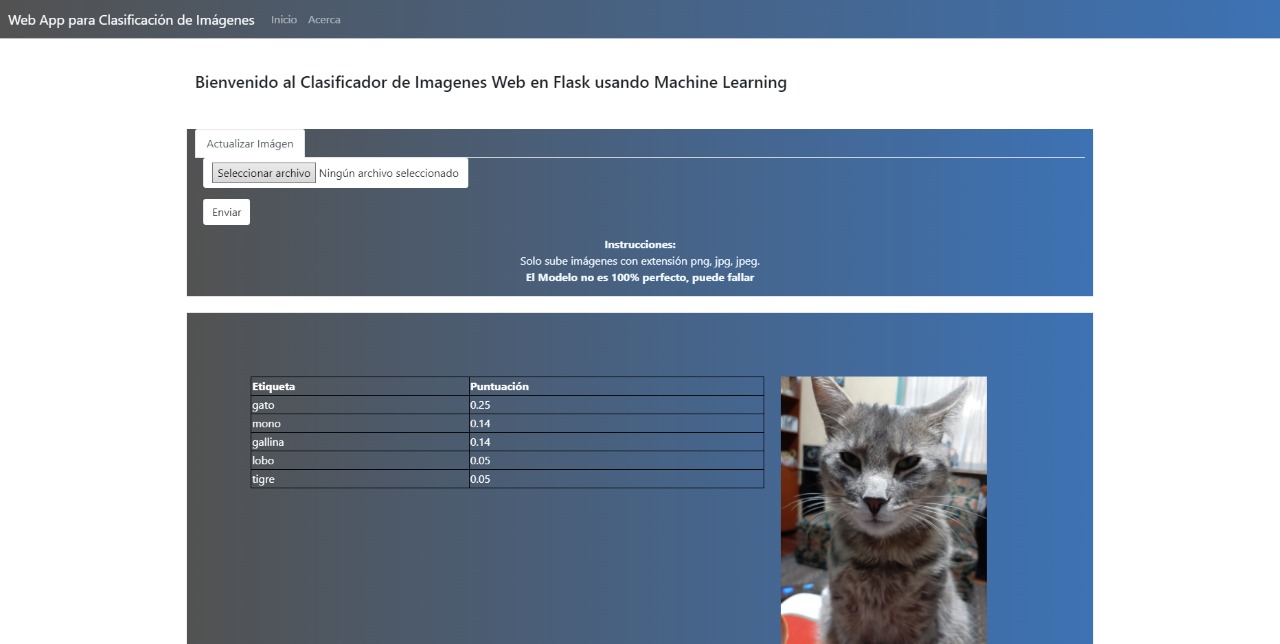 Web App para Clasificación de Imágenes Inicio Acerca
Bienvenido al Clasificador de Imagenes Web en Flask usando Machine Learning
Actualizar Imágen
Seleccionar archivo Ningún archivo seleccionado
Enviar
Instrucciones:
Solo sube imágenes con extensión png, jpg, jpeg.
El Modelo no es 100% perfecto, puede fallar
Etiqueta Puntuación
gato 0.25
mono 0.14
gallina 0.14
lobo 0.05
tigre 0.05